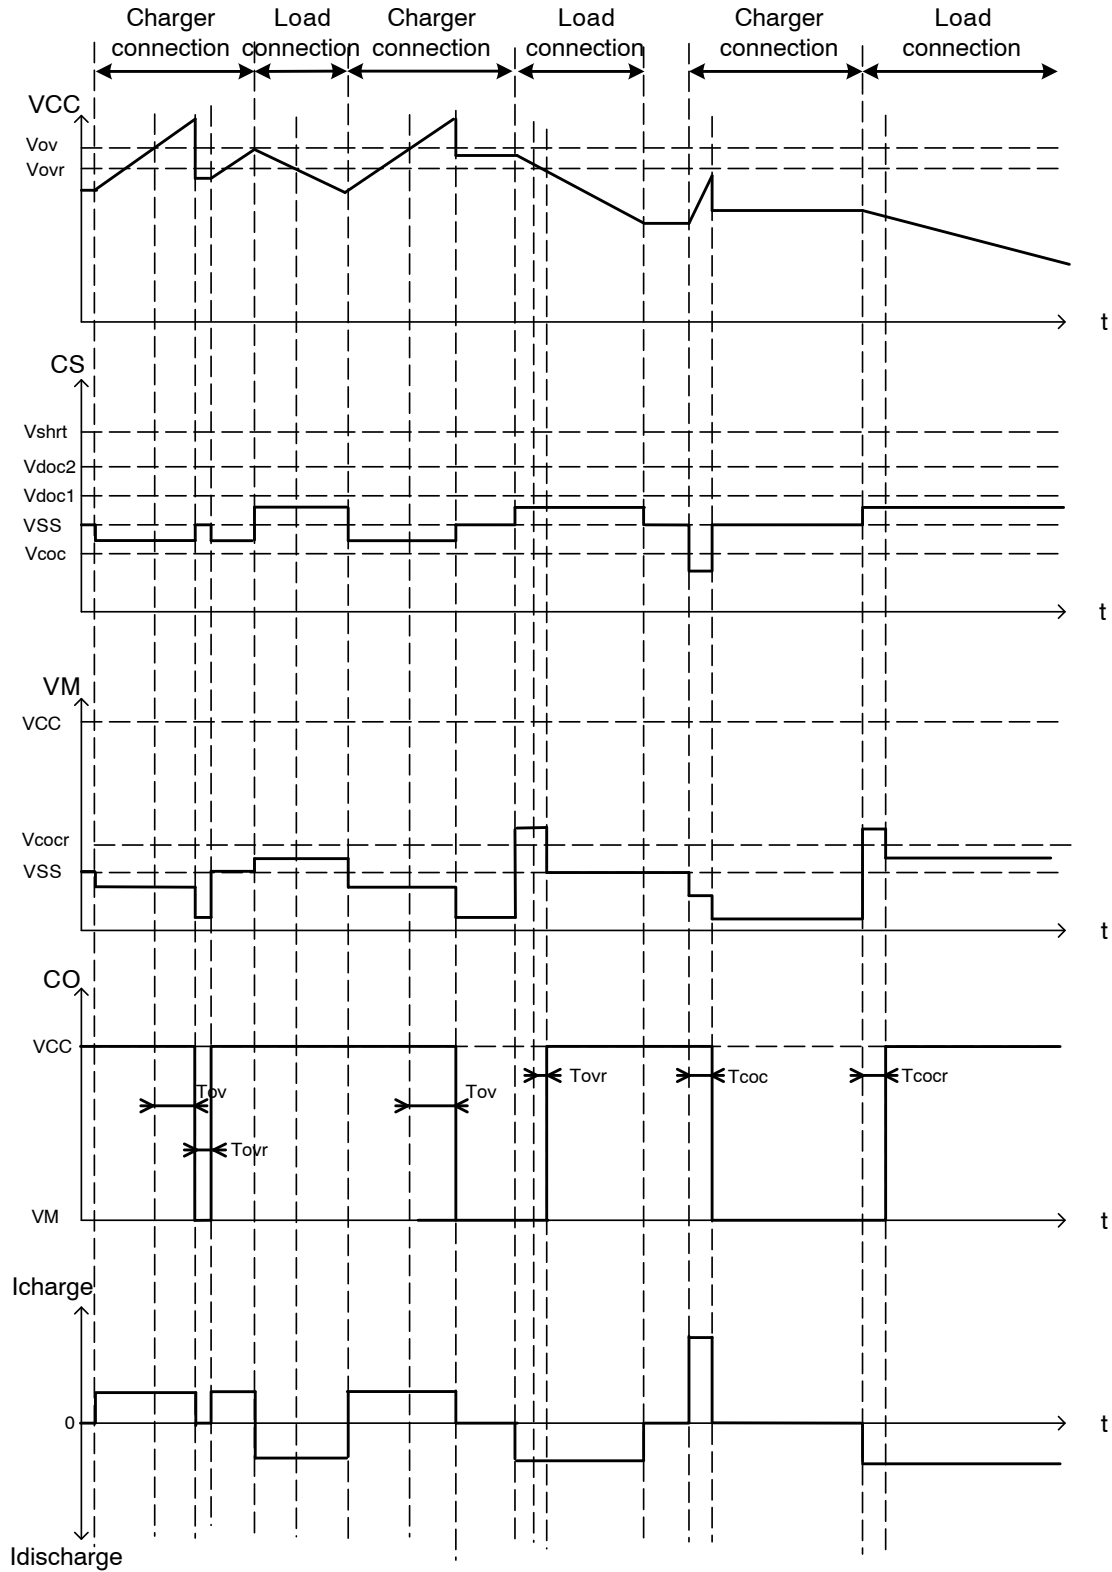 Charger connection
Load connection
Charger connection
Load connection
Charger connection
Load connection
VCC
Vov
Vovr
t
CS
Vshrt
Vdoc2
Vdoc1
VSS
Vcoc
t
VM
VCC
Vcocr
VSS
t
CO
VCC
Tov
Tovr
Tov
Tovr
Tcoc
Tcocr
VM
t
Icharge
0
t
Idischarge